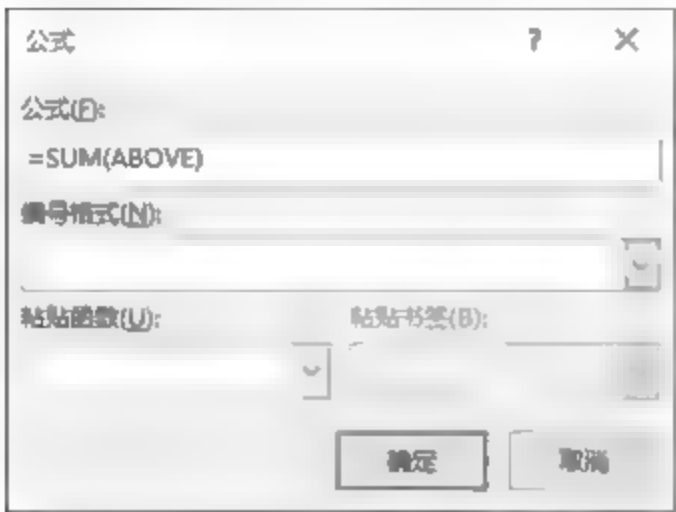 公式 ? ×
公式(F):
=SUM(ABOVE)
编号格式(N):
粘贴函数(U): 粘贴书签(B):
确定 取消